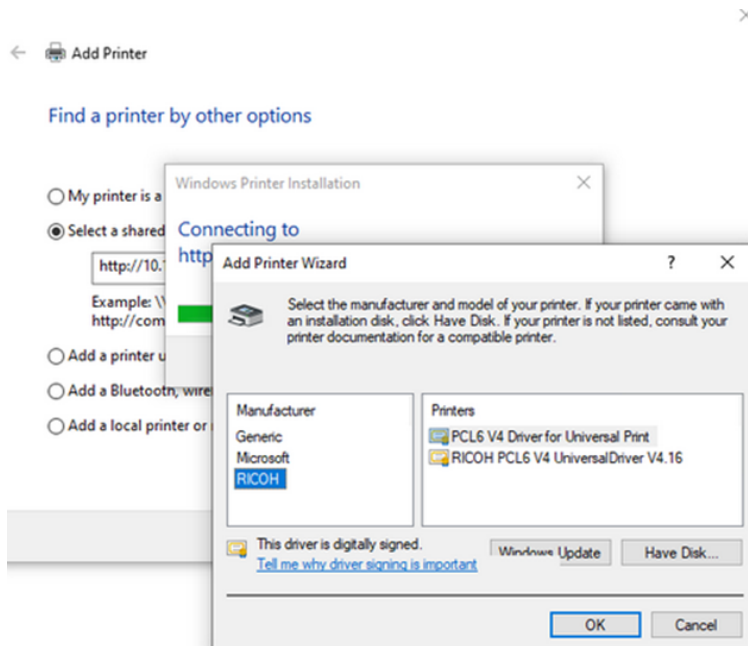 Add Printer
Find a printer by other options
My printer is a
Select a shared
http://10.
Example: \\
http://com
Add a printer u
Add a Bluetooth, wire
Add a local printer or
Windows Printer Installation
Connecting to
http
Add Printer Wizard
?
Select the manufacturer and model of your printer. If your printer came with
an installation disk, click Have Disk. If your printer is not listed, consult your
printer documentation for a compatible printer.
Manufacturer
Generic
Microsoft
RICOH
Printers
PCL6 V4 Driver for Universal Print
RICOH PCL6 V4 UniversalDriver V4.16
This driver is digitally signed.
Tell me why driver signing is important
Windows Update
Have Disk...
OK
Cancel